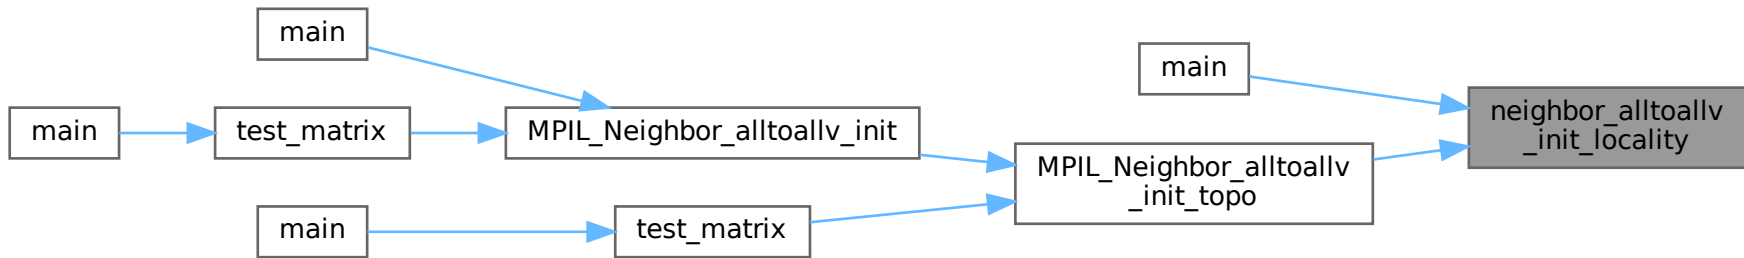 main
main
neighbor_alltoallv
_init_locality
main
test_matrix
MPIL_Neighbor_alltoallv_init
MPIL_Neighbor_alltoallv
_init_topo
main
test_matrix